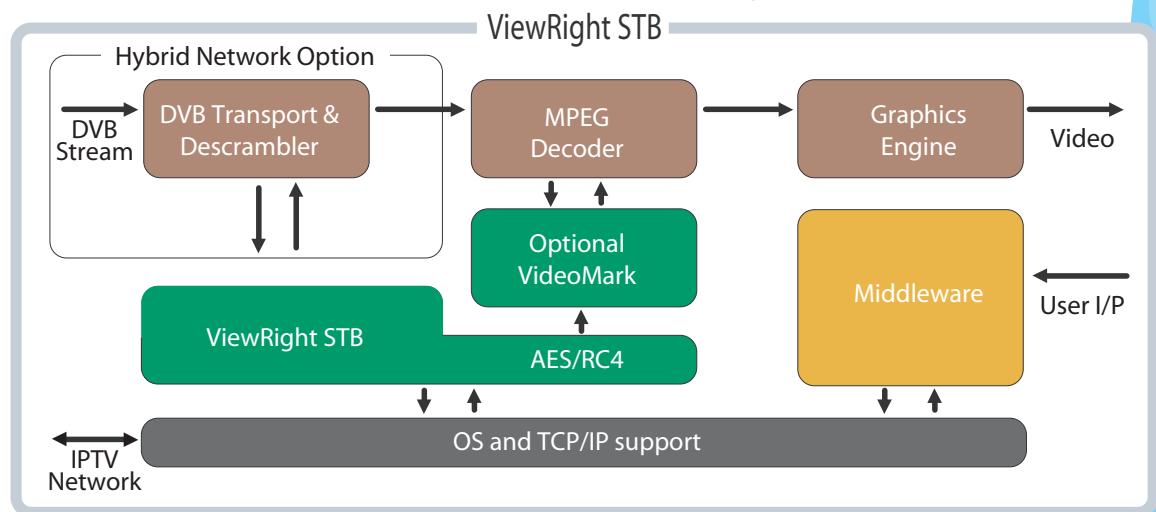 ViewRight STB
Hybrid Network Option
DVB
Stream
DVB Transport &
Descrambler
MPEG
Decoder
Graphics
Engine
Video
Optional
VideoMark
Middleware
User I/P
ViewRight STB
AES/RC4
OS and TCP/IP support
IPTV
Network